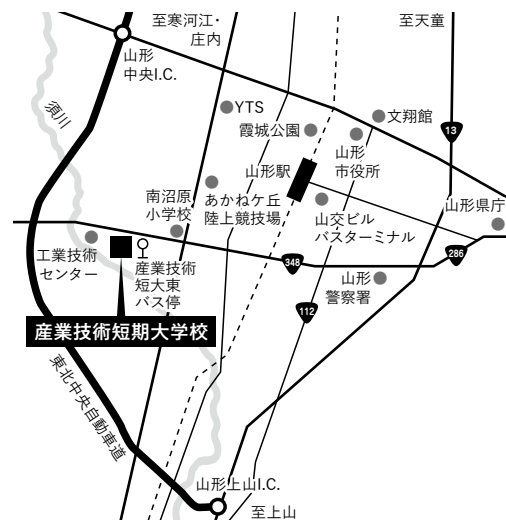 至寒河江・
庄内
至天童
山形
中央I.C.
須川
YTS
文翔館
霞城公園
13
山形
市役所
山形駅
南沼原
小学校
あかねケ丘
陸上競技場
山交ビル
バスターミナル
山形県庁
工業技術
センター
産業技術
短大東
バス停
348
286
山形
警察署
112
産業技術短期大学校
東北中央自動車道
山形上山I.C.
至上山